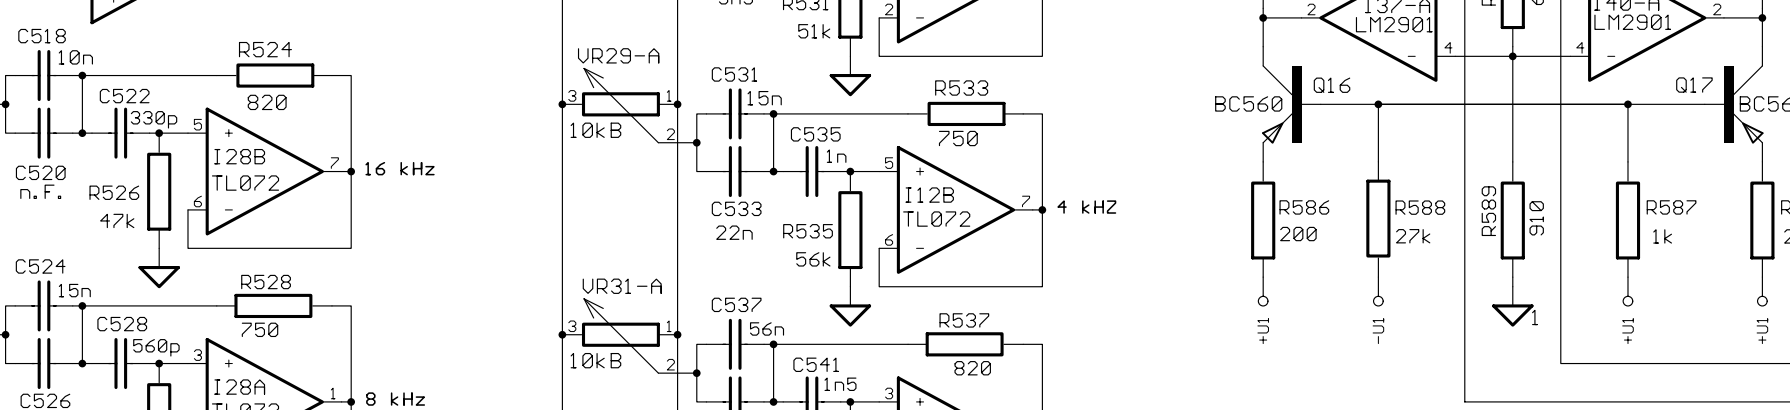 C518
10n
R524
820
C522
330p
5
+
I28B
TL072
7
16 kHz
C520
n.F.
R526
47k
6
-
C524
15n
R528
750
C528
560p
3
+
I28A
1
8 kHz
C526
R531
51k
2
-
VR29-A
3
1
10kB
2
C531
15n
R533
750
C535
1n
5
+
I12B
TL072
7
4 kHZ
C533
22n
R535
56k
6
-
VR31-A
3
1
10kB
2
C537
56n
R537
820
C541
1n5
3
+
2
I37-A
LM2901
-
4
I40-A
LM2901
-
4
2
Q16
BC560
Q17
R586
200
R588
27k
R589
910
R587
1k
+U1
-U1
1
+U1
+U1